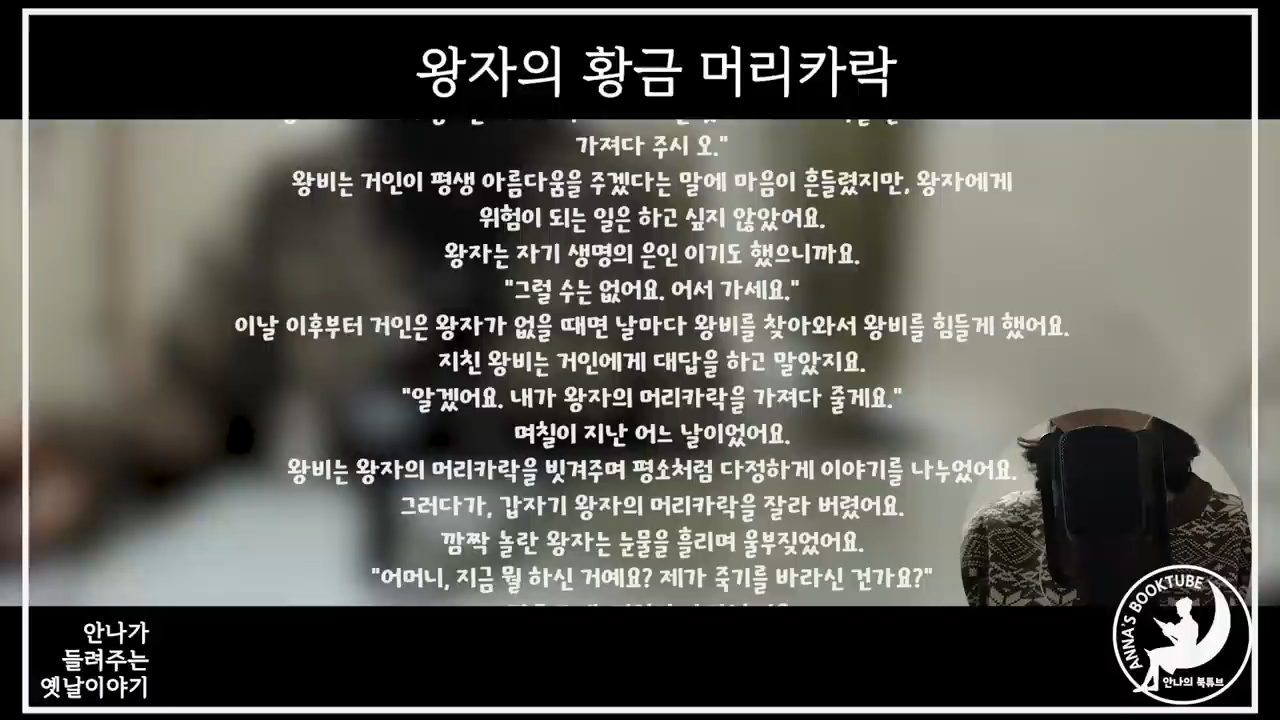 왕자의 황금 머리카락
가져다 주시 오."
왕비는 거인이 평생 아름다움을 주겠다는 말에 마음이 흔들렸지만, 왕자에게
위험이 되는 일은 하고 싶지 않았어요.
왕자는 자기 생명의 은인 이기도 했으니까요.
"그럴 수는 없어요. 어서 가세요."
이날 이후부터 거인은 왕자가 없을 때면 날마다 왕비를 찾아와서 왕비를 힘들게 했어요.
지친 왕비는 거인에게 대답을 하고 말았지요.
"알겠어요. 내가 왕자의 머리카락을 가져다 줄게요."
며칠이 지난 어느 날이었어요.
왕비는 왕자의 머리카락을 빗겨주며 평소처럼 다정하게 이야기를 나누었어요.
그러다가, 갑자기 왕자의 머리카락을 잘라 버렸어요.
깜짝 놀란 왕자는 눈물을 흘리며 울부짖었어요.
"어머니, 지금 뭘 하신 거예요? 제가 죽기를 바라신 건가요?"
안나가
들려주는
옛날이야기
ANNA'S BOOKTUBE
안나의 북튜브